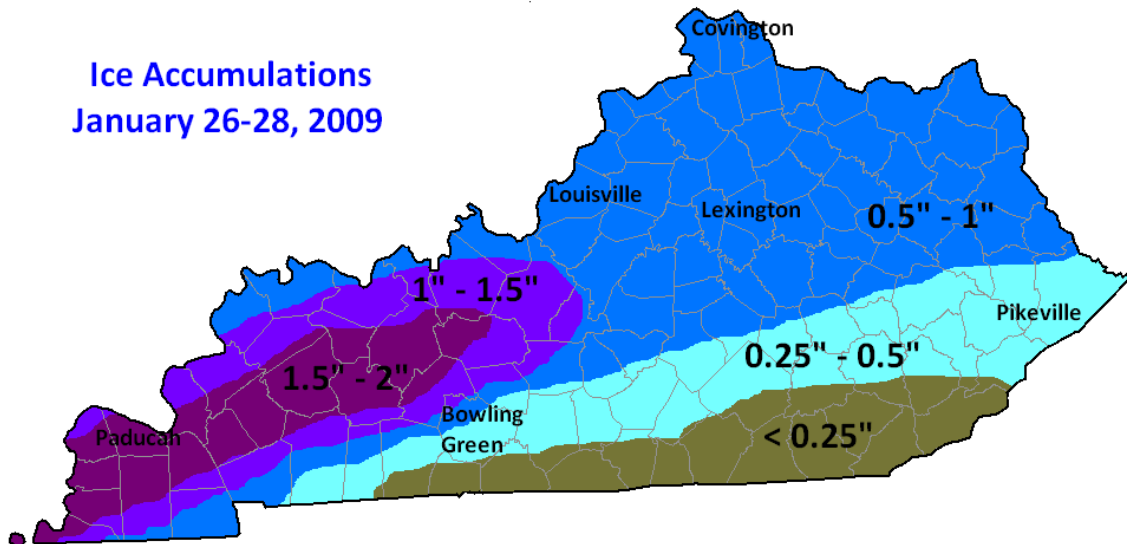 Covington
Ice Accumulations
January 26-28, 2009
Louisville
Lexington
0.5" - 1"
1" - 1.5"
Pikeville
0.25" - 0.5"
1.5" - 2"
Bowling
Green
Paducah
< 0.25"